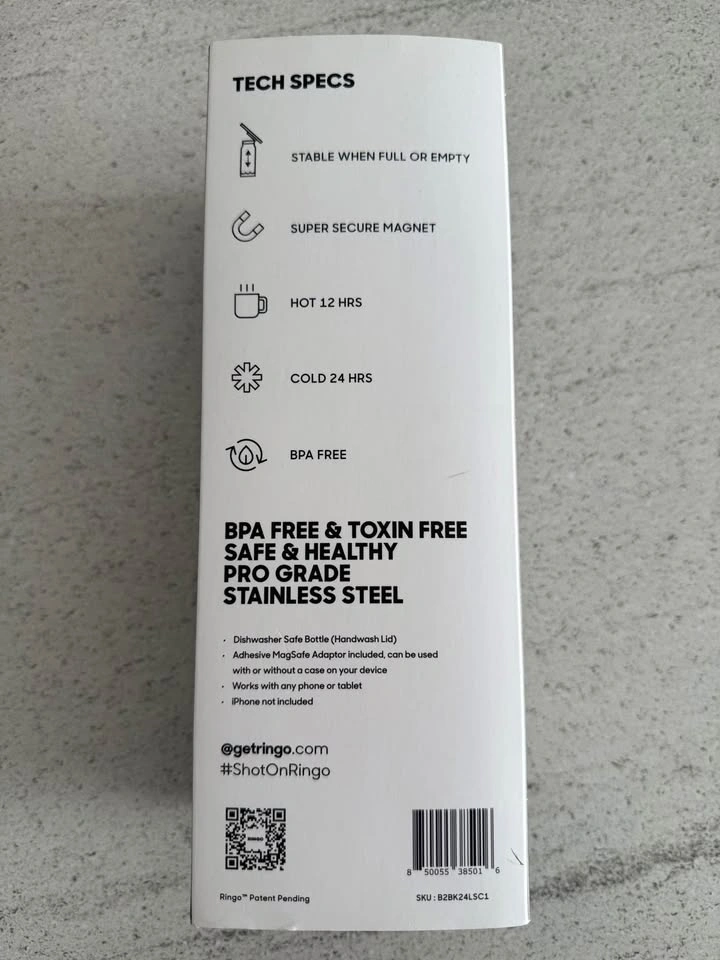 TECH SPECS
STABLE WHEN FULL OR EMPTY
SUPER SECURE MAGNET
HOT 12 HRS
COLD 24 HRS
BPA FREE
BPA FREE & TOXIN FREE
SAFE & HEALTHY
PRO GRADE
STAINLESS STEEL
· Dishwasher Safe Bottle (Handwash Lid)
· Adhesive MagSafe Adaptor included, can be used
with or without a case on your device
· Works with any phone or tablet
· iPhone not included
@getringo.com
#ShotOnRingo
RINGO
8 50055 38501 6
Ringo™ Patent Pending
SKU : B2BK24LSC1